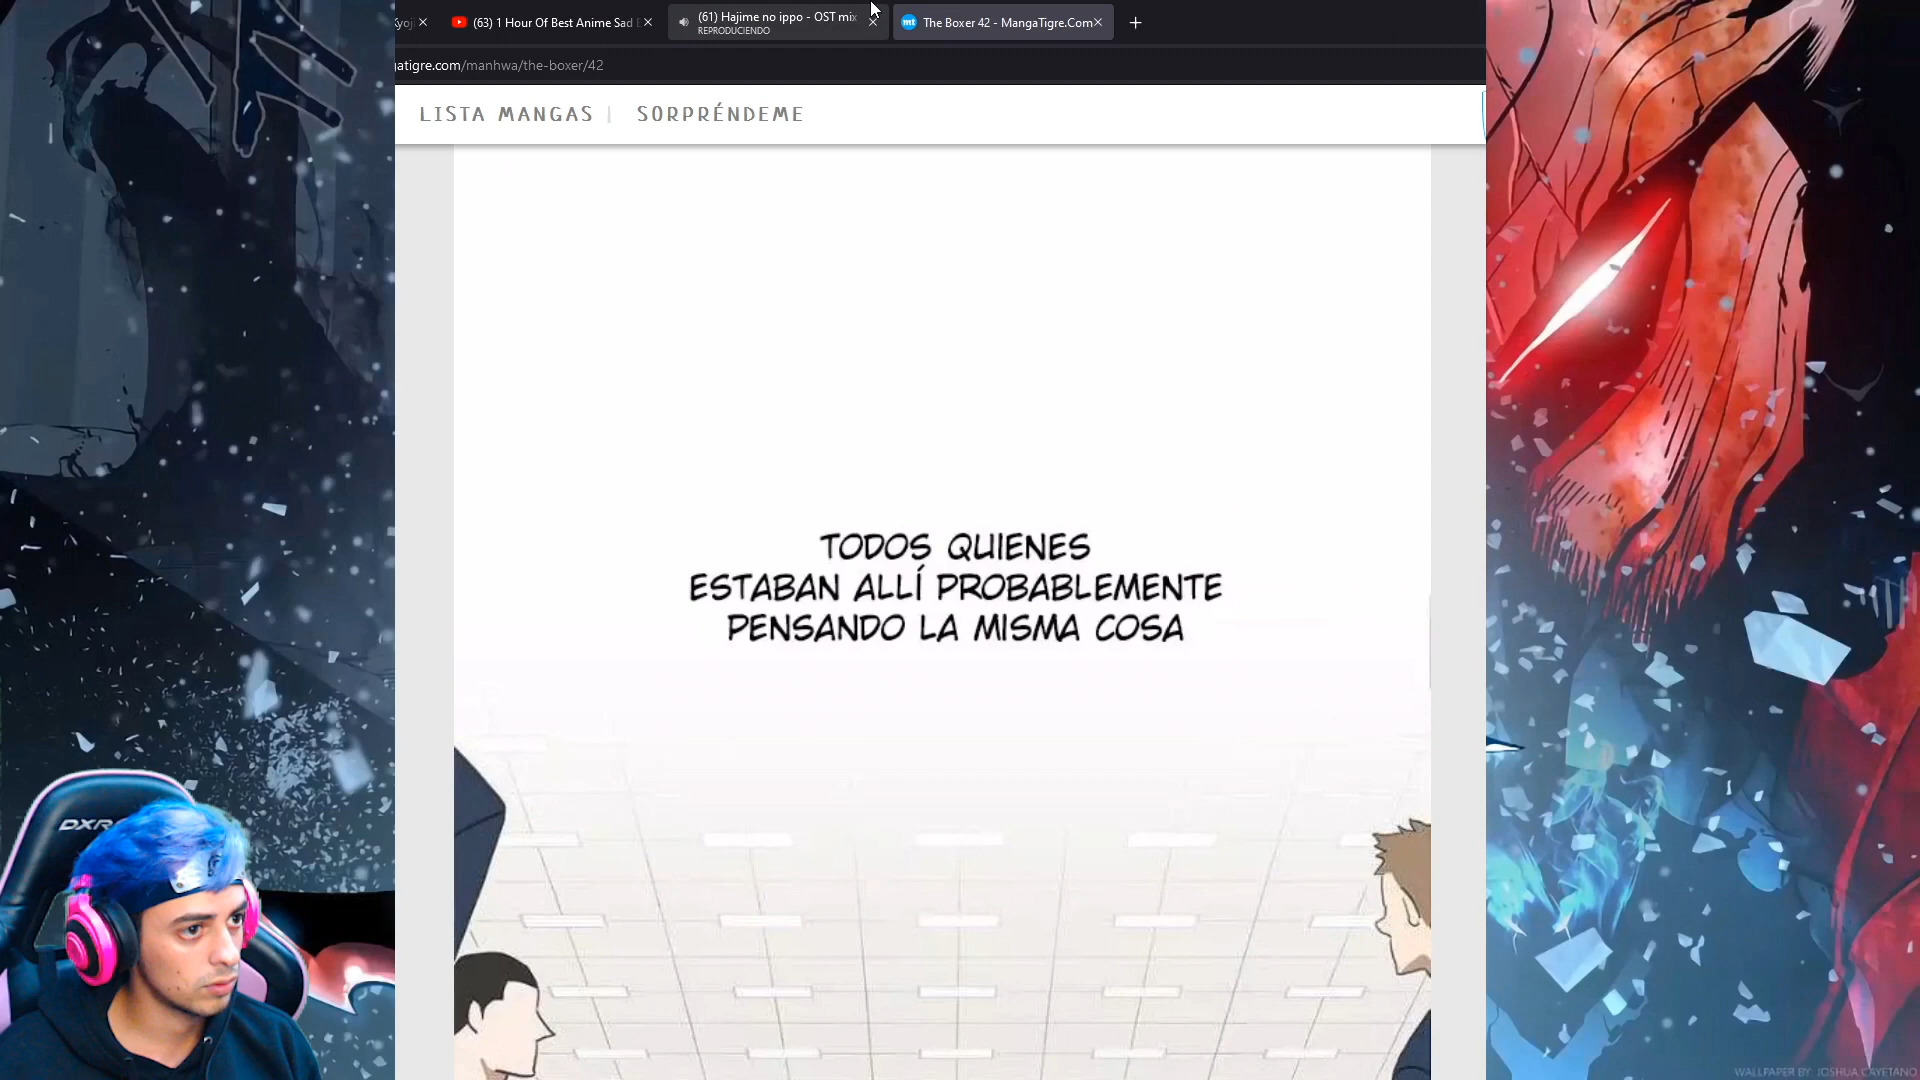 (63) 1 Hour Of Best Anime Sad
(61) Hajime no ippo - OST mix
REPRODUCIENDO
The Boxer 42 - MangaTigre.Com
gatigre.com/manhwa/the-boxer/42
LISTA MANGAS | SORPRÉNDEME
TODOS QUIENES
ESTABAN ALLÍ PROBABLEMENTE
PENSANDO LA MISMA COSA
WALLPAPER BY: JOSHUA CAYETANO